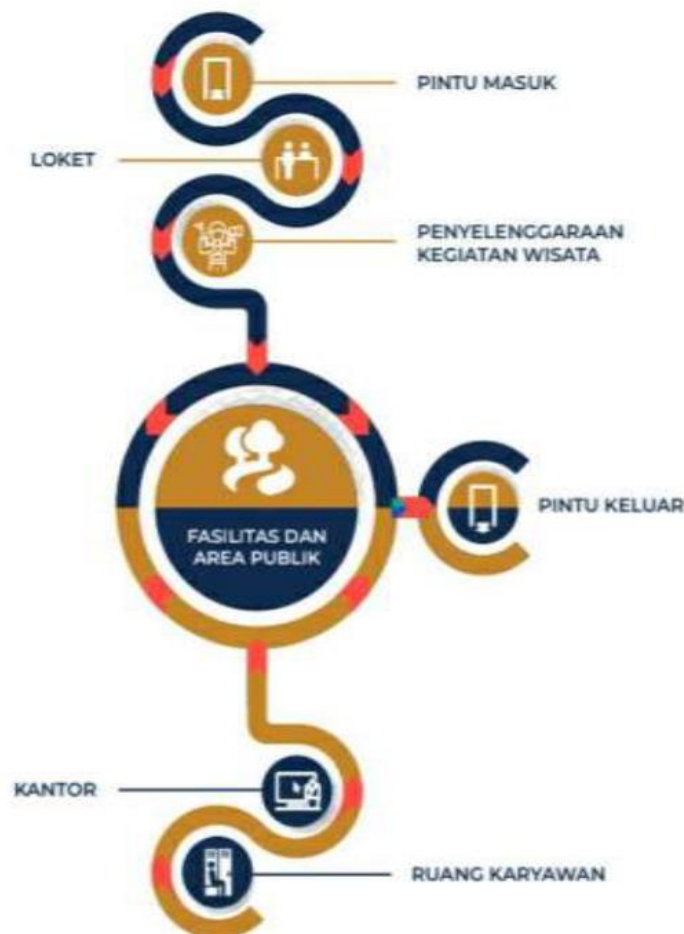 PINTU MASUK
LOKET
PENYELENGGARAAN
KEGIATAN WISATA
FASILITAS DAN
AREA PUBLIK
PINTU KELUAR
KANTOR
RUANG KARYAWAN